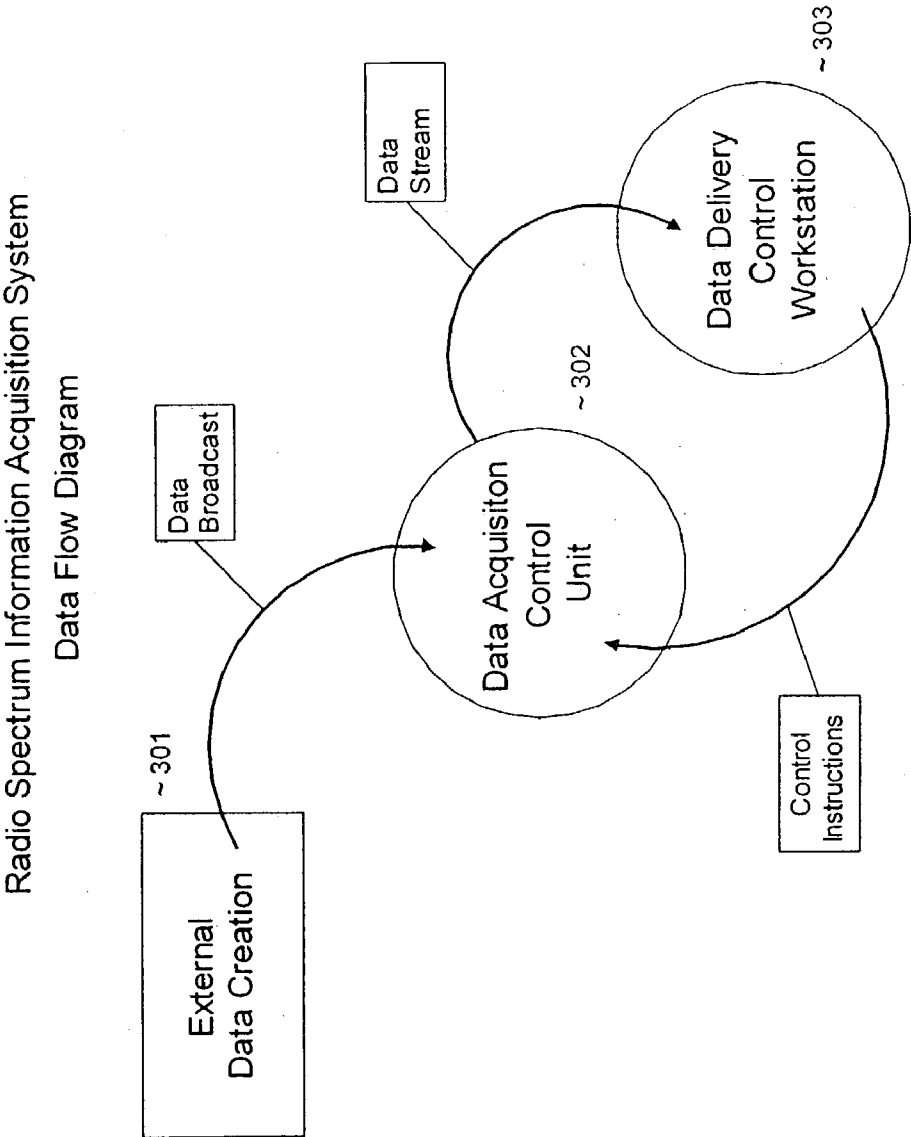 Radio Spectrum Information Acquisition System
Data Flow Diagram
External
Data Creation
~ 301
Data
Broadcast
Data Acquisiton
Control
Unit
~ 302
Data
Stream
Data Delivery
Control
Workstation
~ 303
Control
Instructions